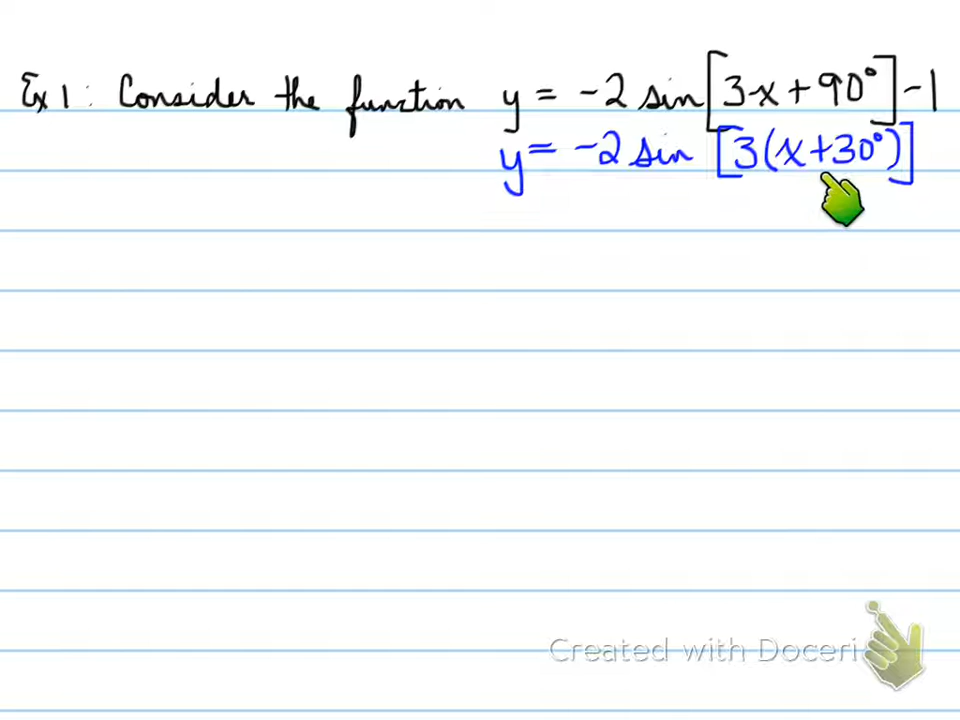 Ex 1: Consider the function y = -2 sin[3x + 90°] - 1
y = -2 sin [3(x + 30°)]
Created with Doceri